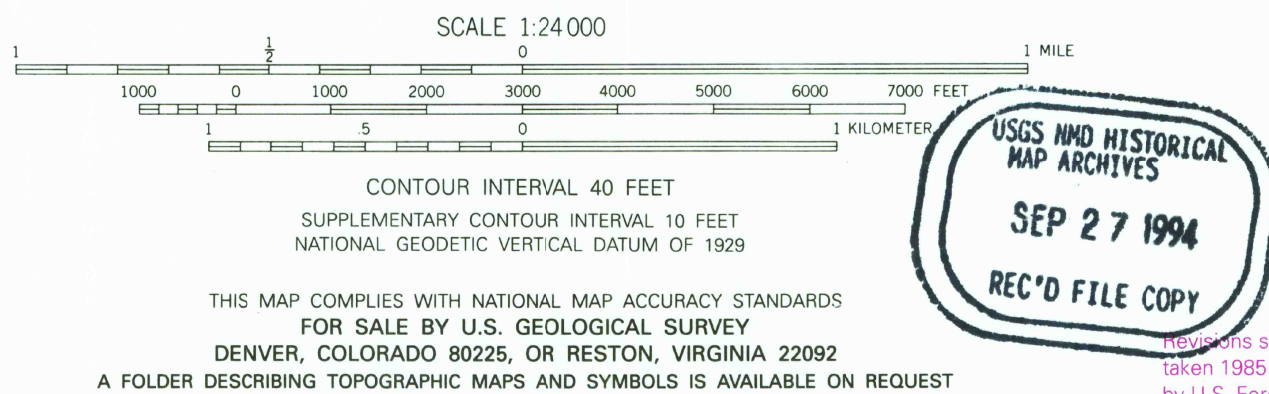 SCALE 1:24 000
1 1/2 0 1 MILE
1000 0 1000 2000 3000 4000 5000 6000 7000 FEET
1 .5 0 1 KILOMETER
CONTOUR INTERVAL 40 FEET
SUPPLEMENTARY CONTOUR INTERVAL 10 FEET
NATIONAL GEODETIC VERTICAL DATUM OF 1929
THIS MAP COMPLIES WITH NATIONAL MAP ACCURACY STANDARDS
FOR SALE BY U.S. GEOLOGICAL SURVEY
DENVER, COLORADO 80225, OR RESTON, VIRGINIA 22092
A FOLDER DESCRIBING TOPOGRAPHIC MAPS AND SYMBOLS IS AVAILABLE ON REQUEST
USGS NMD HISTORICAL
MAP ARCHIVES
SEP 27 1994
REC'D FILE COPY
Revisions
taken 1985
by U.S.